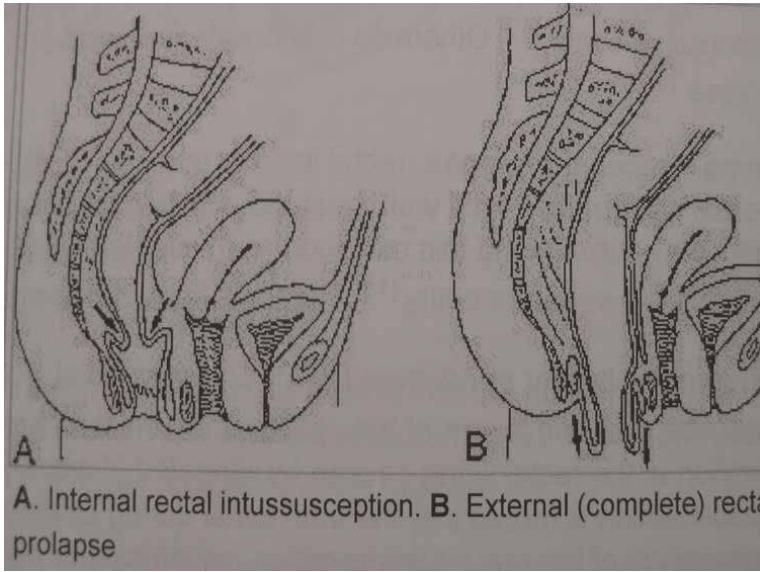 A
B
A. Internal rectal intussusception. B. External (complete) recta
prolapse